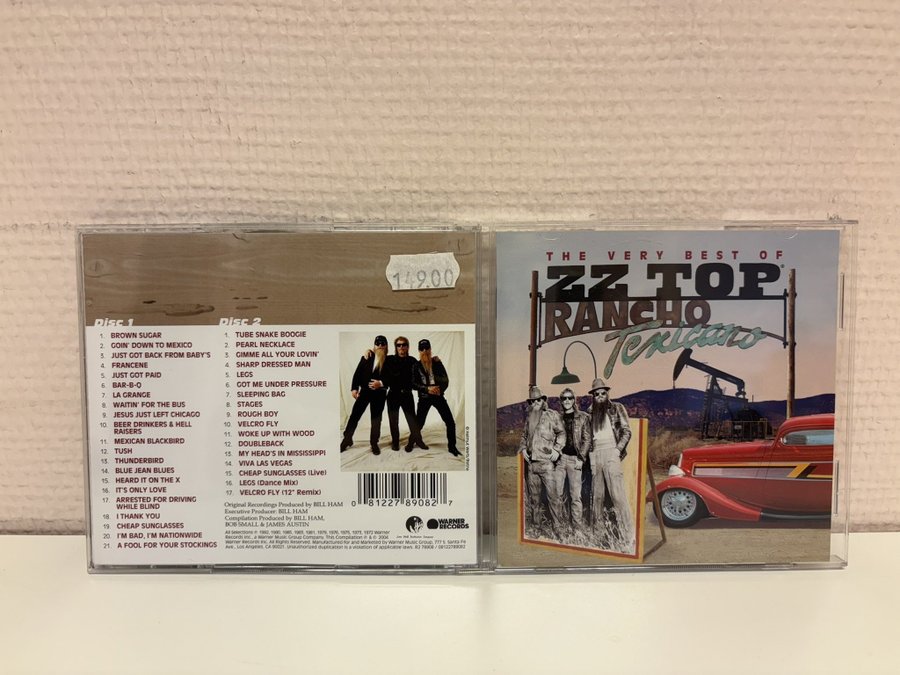 149.00
Disc 1
1. BROWN SUGAR
2. GOIN' DOWN TO MEXICO
3. JUST GOT BACK FROM BABY'S
4. FRANCENE
5. JUST GOT PAID
6. BAR-B-Q
7. LA GRANGE
8. WAITIN' FOR THE BUS
9. JESUS JUST LEFT CHICAGO
10. BEER DRINKERS & HELL
RAISERS
11. MEXICAN BLACKBIRD
12. TUSH
13. THUNDERBIRD
14. BLUE JEAN BLUES
15. HEARD IT ON THE X
16. IT'S ONLY LOVE
17. ARRESTED FOR DRIVING
WHILE BLIND
18. I THANK YOU
19. CHEAP SUNGLASSES
20. I'M BAD, I'M NATIONWIDE
21. A FOOL FOR YOUR STOCKINGS
Disc 2
1. TUBE SNAKE BOOGIE
2. PEARL NECKLACE
3. GIMME ALL YOUR LOVIN'
4. SHARP DRESSED MAN
5. LEGS
6. GOT ME UNDER PRESSURE
7. SLEEPING BAG
8. STAGES
9. ROUGH BOY
10. VELCRO FLY
11. WOKE UP WITH WOOD
12. DOUBLEBACK
13. MY HEAD'S IN MISSISSIPPI
14. VIVA LAS VEGAS
15. CHEAP SUNGLASSES (Live)
16. LEGS (Dance Mix)
17. VELCRO FLY (12" Remix)
Original Recordings Produced by BILL HAM
Executive Producer: BILL HAM
Compilation Produced by BILL HAM,
BOB SMALL & JAMES AUSTIN
0 81227 89082 7
WARNER
RECORDS
THE VERY BEST OF
ZZ TOP
RANCHO
Texicano